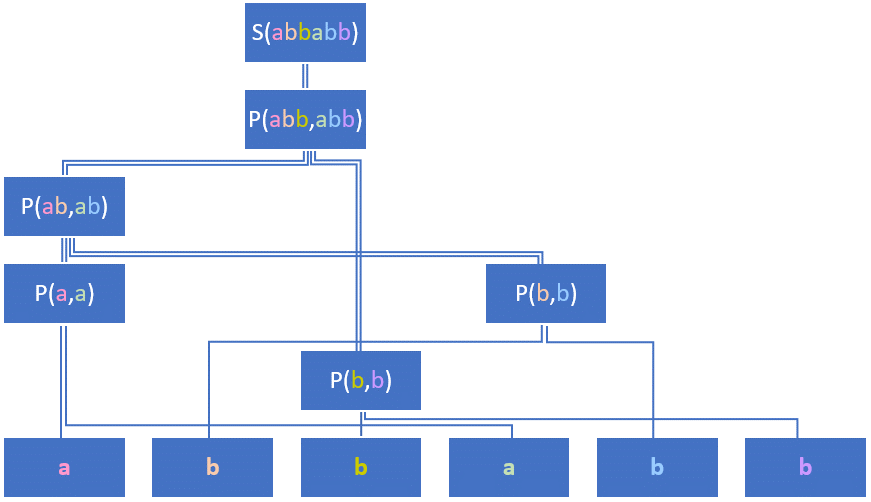 S(abbabb)
P(abb,abb)
P(ab,ab)
P(a,a)
P(b,b)
P(b,b)
a b b a b b